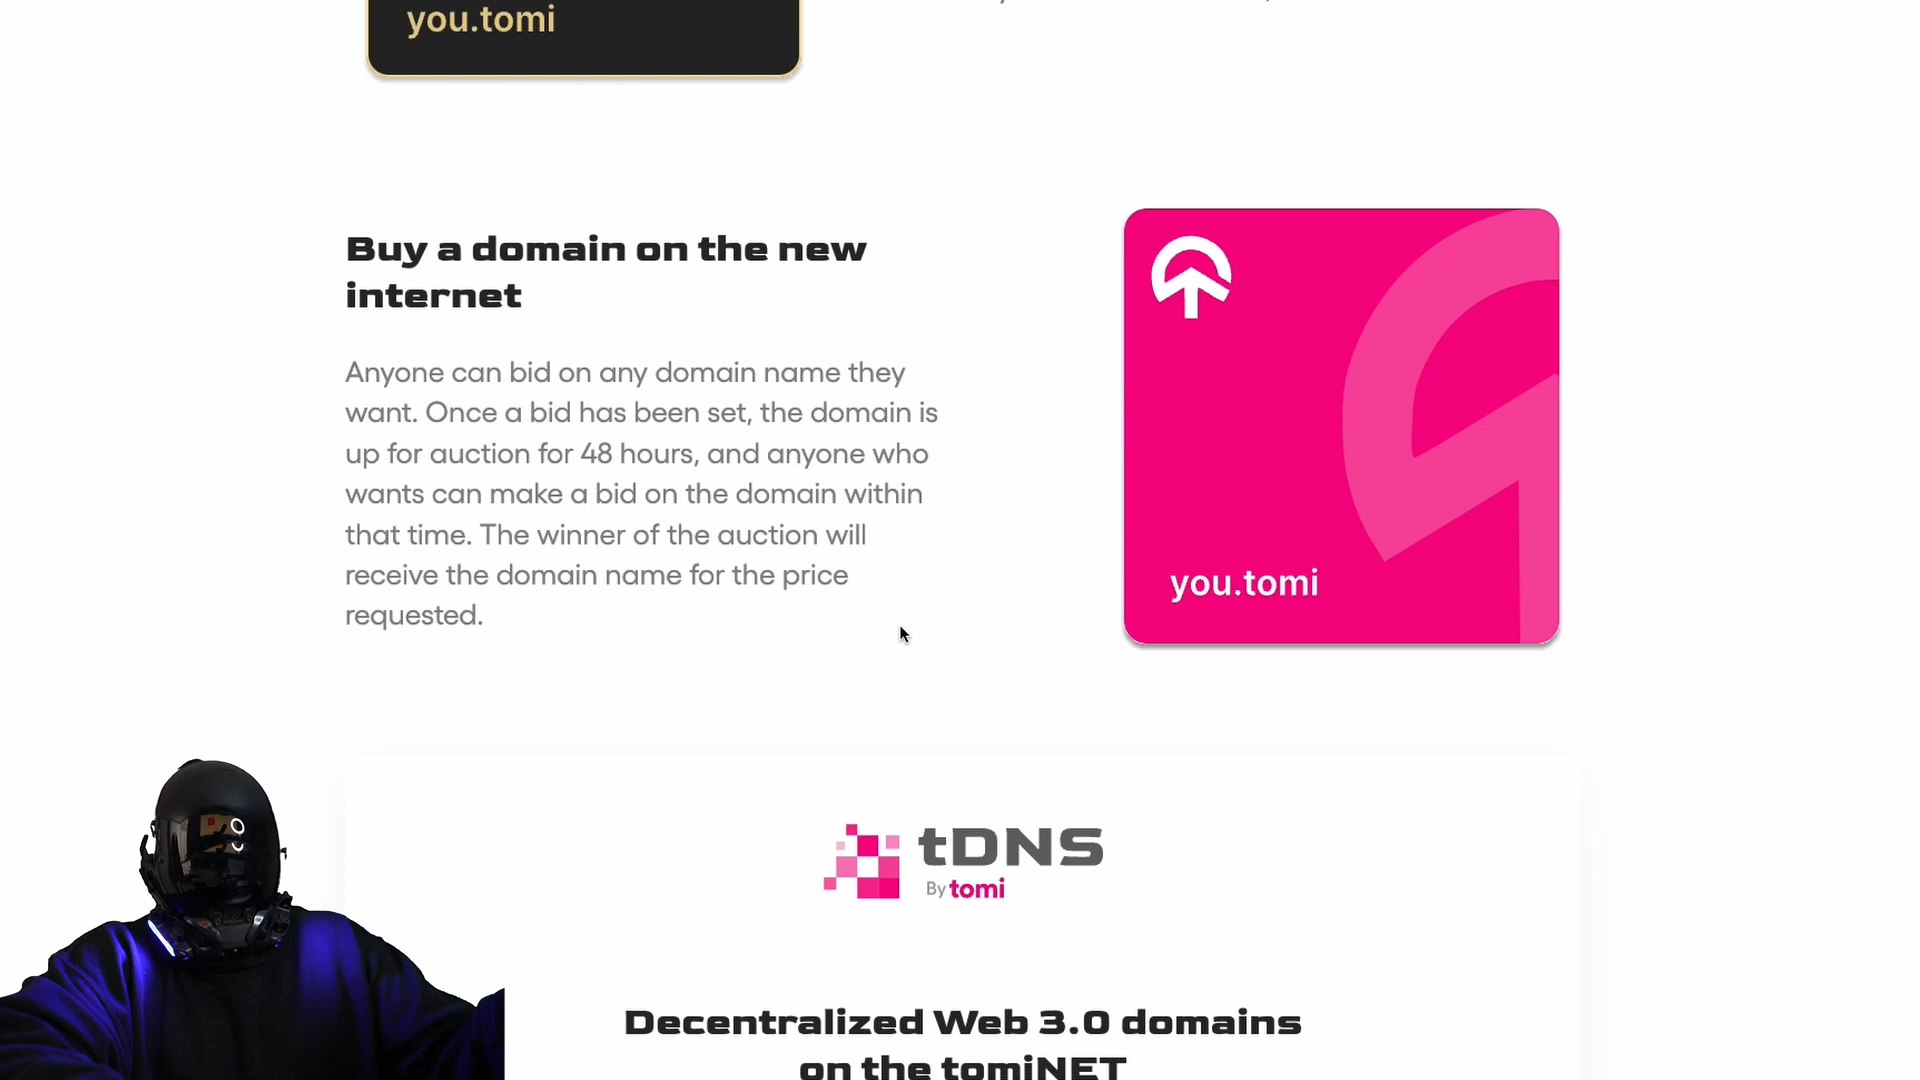 you.tomi
Buy a domain on the new
internet
Anyone can bid on any domain name they
want. Once a bid has been set, the domain is
up for auction for 48 hours, and anyone who
wants can make a bid on the domain within
that time. The winner of the auction will
receive the domain name for the price
requested.
you.tomi
tDNS
By tomi
Decentralized Web 3.0 domains
on the tomiNET